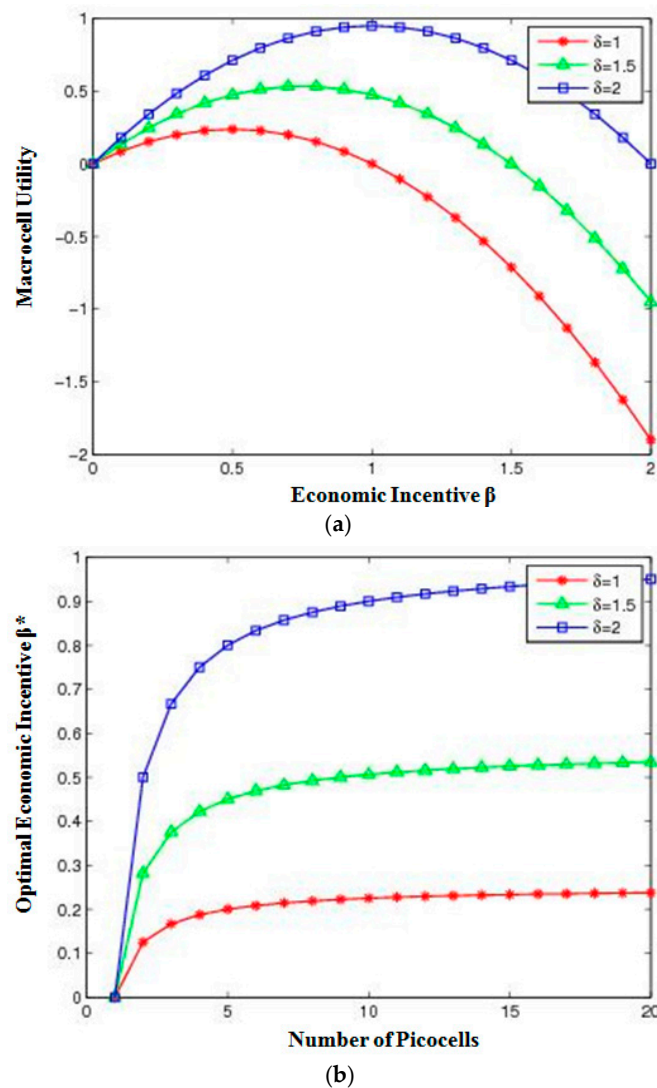 1
0.5
0
−0.5
−1
−1.5
−2
Macrocell Utility
δ=1
δ=1.5
δ=2
0
0.5
1
1.5
2
Economic Incentive β
(a)
1
0.9
0.8
0.7
0.6
0.5
0.4
0.3
0.2
0.1
0
Optimal Economic Incentive β*
δ=1
δ=1.5
δ=2
0
5
10
15
20
Number of Picocells
(b)